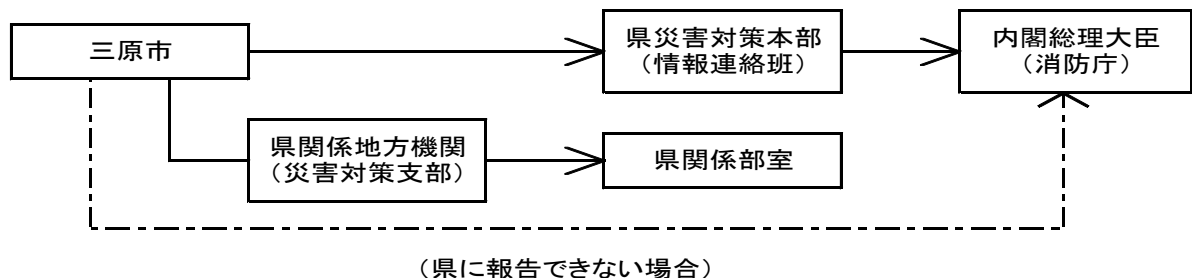 三原市
県災害対策本部
（情報連絡班）
内閣総理大臣
（消防庁）
県関係地方機関
（災害対策支部）
県関係部室
（県に報告できない場合）